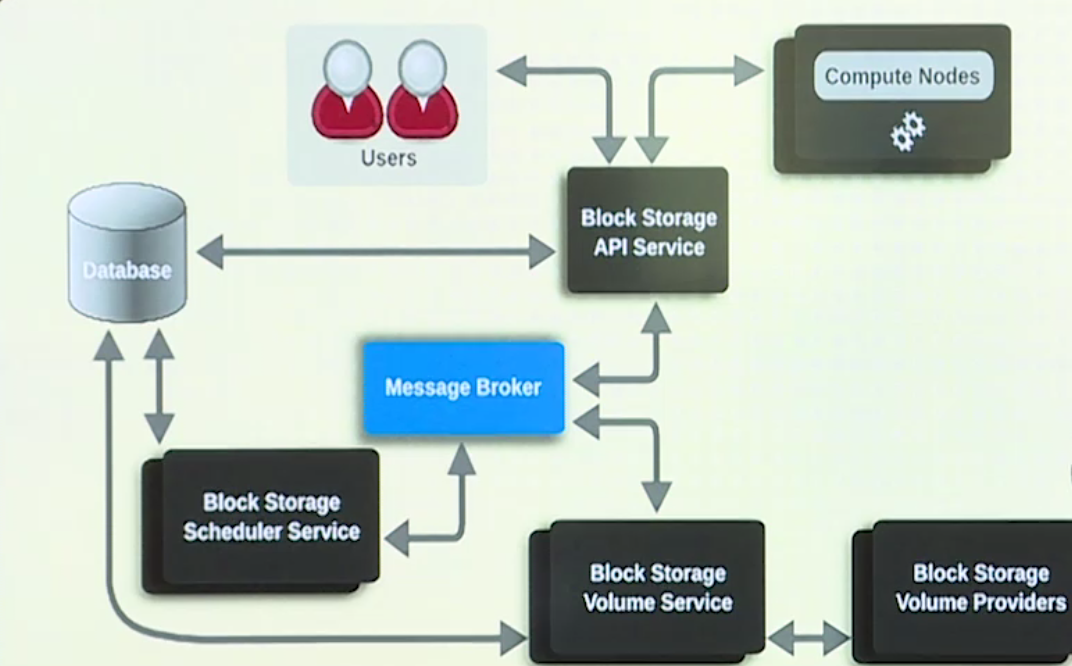 Users
Compute Nodes
Block Storage
API Service
Database
Message Broker
Block Storage
Scheduler Service
Block Storage
Volume Service
Block Storage
Volume Providers